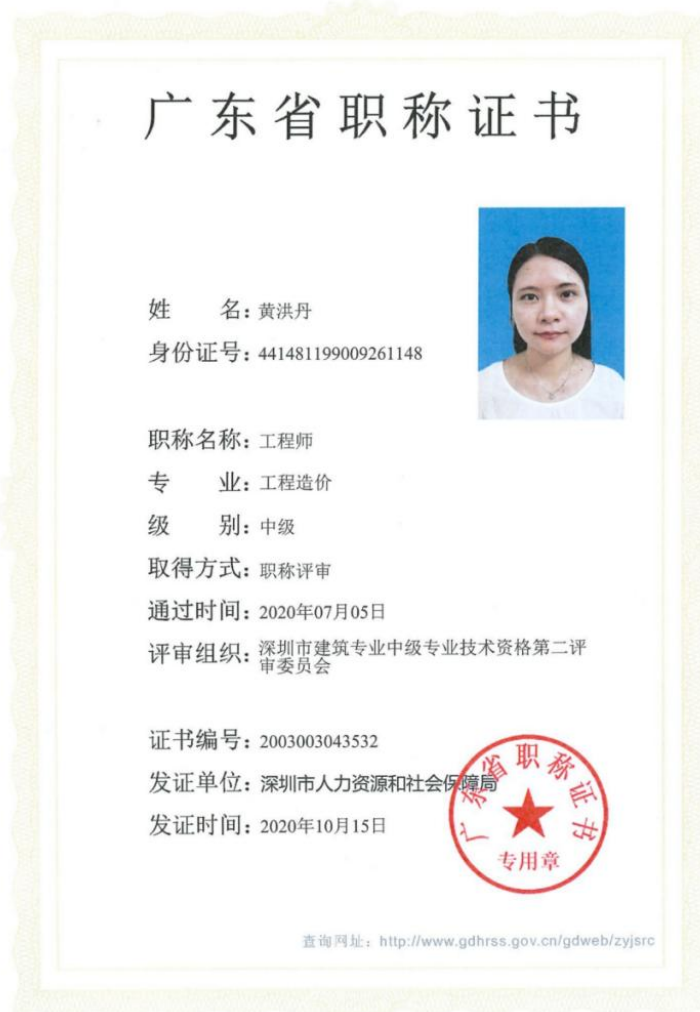 广东省职称证书
姓 名：黄洪丹
身份证号：441481199009261148
职称名称：工程师
专 业：工程造价
级 别：中级
取得方式：职称评审
通过时间：2020年07月05日
评审组织：深圳市建筑专业中级专业技术资格第二评
审委员会
证书编号：2003003043532
发证单位：深圳市人力资源和社会保障局
发证时间：2020年10月15日
广东省职称证书
专用章
查询网址：http://www.gdhrss.gov.cn/gdweb/zyjsrc